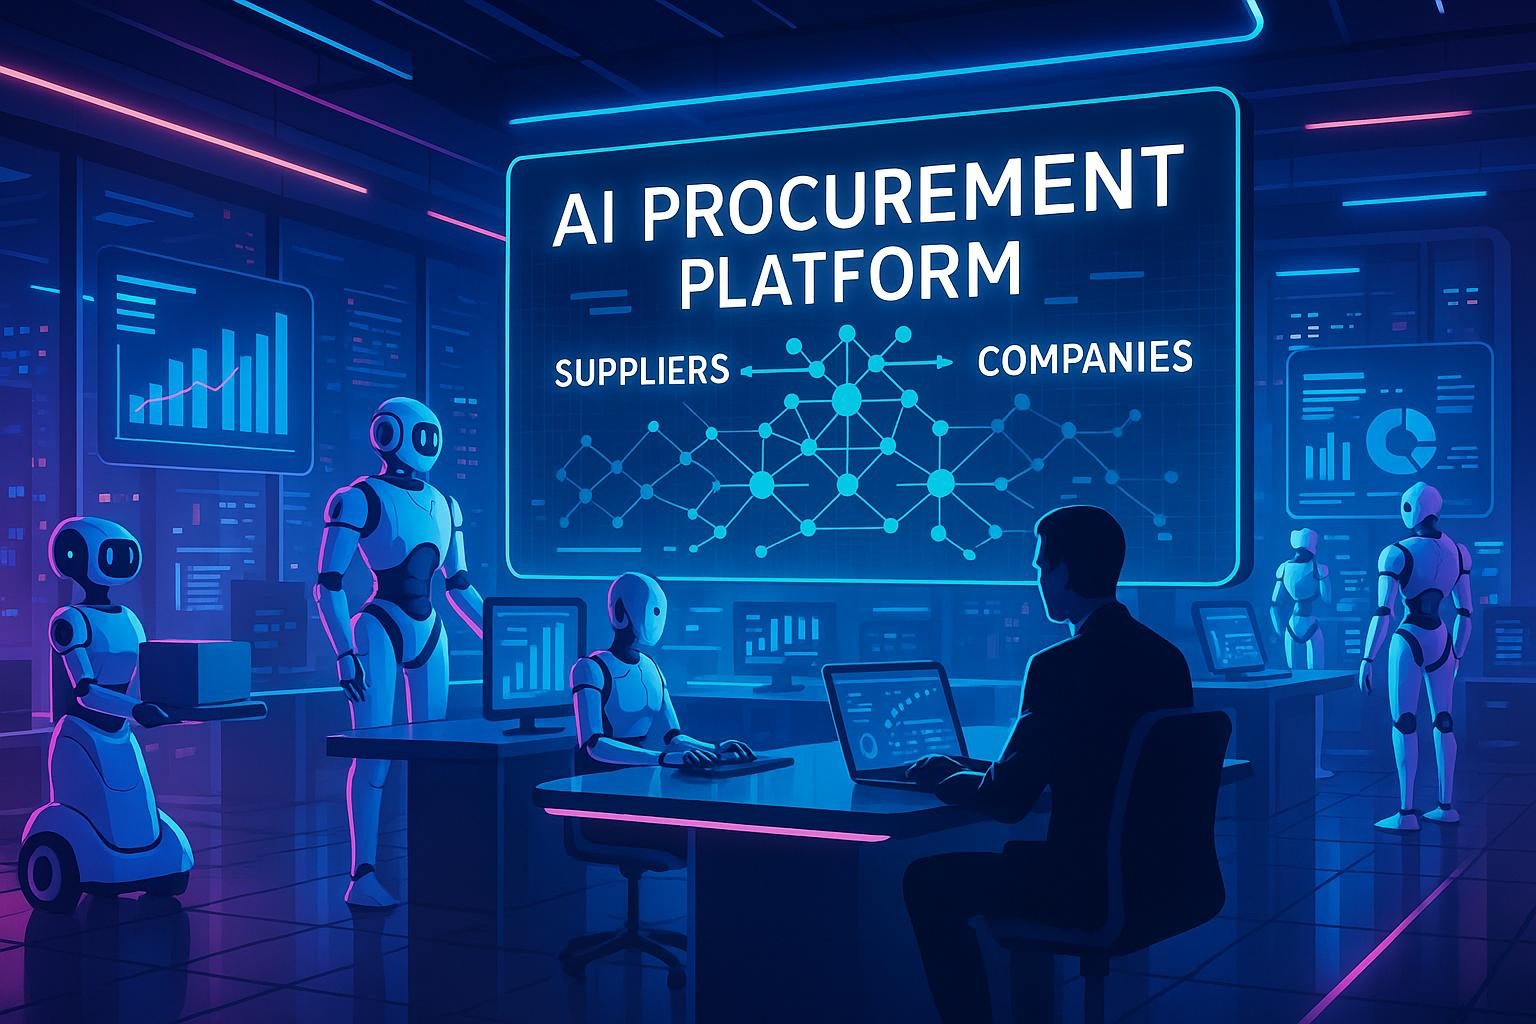 AI PROCUREMENT
PLATFORM
SUPPLIERS
COMPANIES